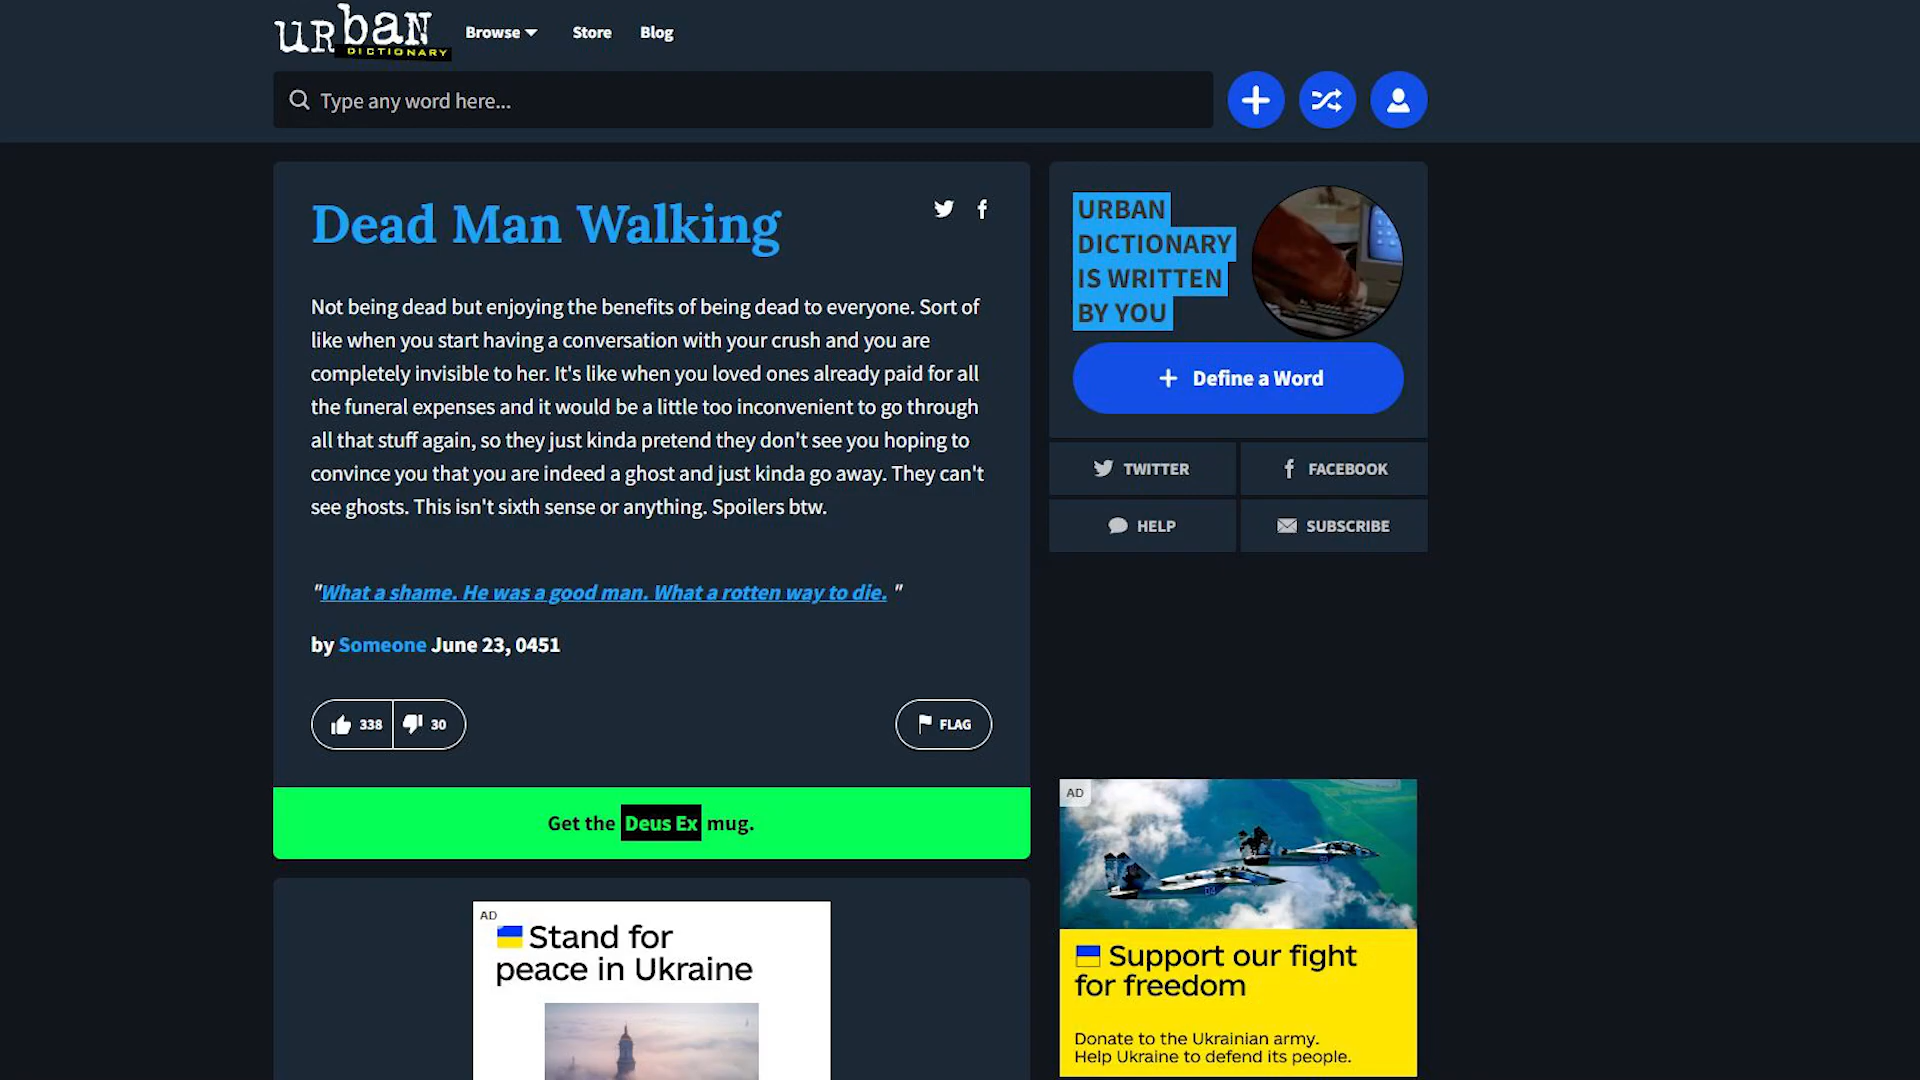 urban
DICTIONARY
Browse
Store
Blog
Type any word here...
Dead Man Walking
Not being dead but enjoying the benefits of being dead to everyone. Sort of
like when you start having a conversation with your crush and you are
completely invisible to her. It's like when you loved ones already paid for all
the funeral expenses and it would be a little too inconvenient to go through
all that stuff again, so they just kinda pretend they don't see you hoping to
convince you that you are indeed a ghost and just kinda go away. They can't
see ghosts. This isn't sixth sense or anything. Spoilers btw.
"What a shame. He was a good man. What a rotten way to die. "
by Someone June 23, 0451
338
30
FLAG
Get the Deus Ex mug.
AD
Stand for
peace in Ukraine
URBAN
DICTIONARY
IS WRITTEN
BY YOU
+ Define a Word
TWITTER
FACEBOOK
HELP
SUBSCRIBE
AD
Support our fight
for freedom
Donate to the Ukrainian army.
Help Ukraine to defend its people.